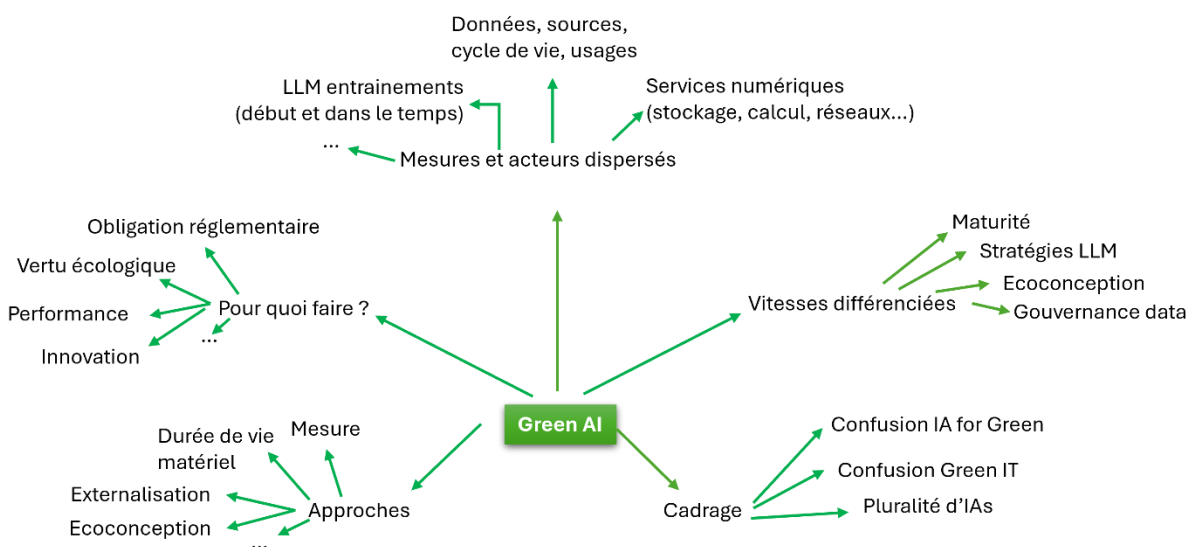 Données, sources,
cycle de vie, usages
LLM entrainements
(début et dans le temps)
Services numériques
(stockage, calcul, réseaux...)
...
Mesures et acteurs dispersés
Obligation réglementaire
Vertu écologique
Performance
Innovation
...
Pour quoi faire ?
Maturité
Stratégies LLM
Ecoconception
Gouvernance data
Vitesses différenciées
Green AI
Durée de vie
matériel
Mesure
Externalisation
Ecoconception
...
Approches
Confusion IA for Green
Confusion Green IT
Pluralité d'IAs
Cadrage